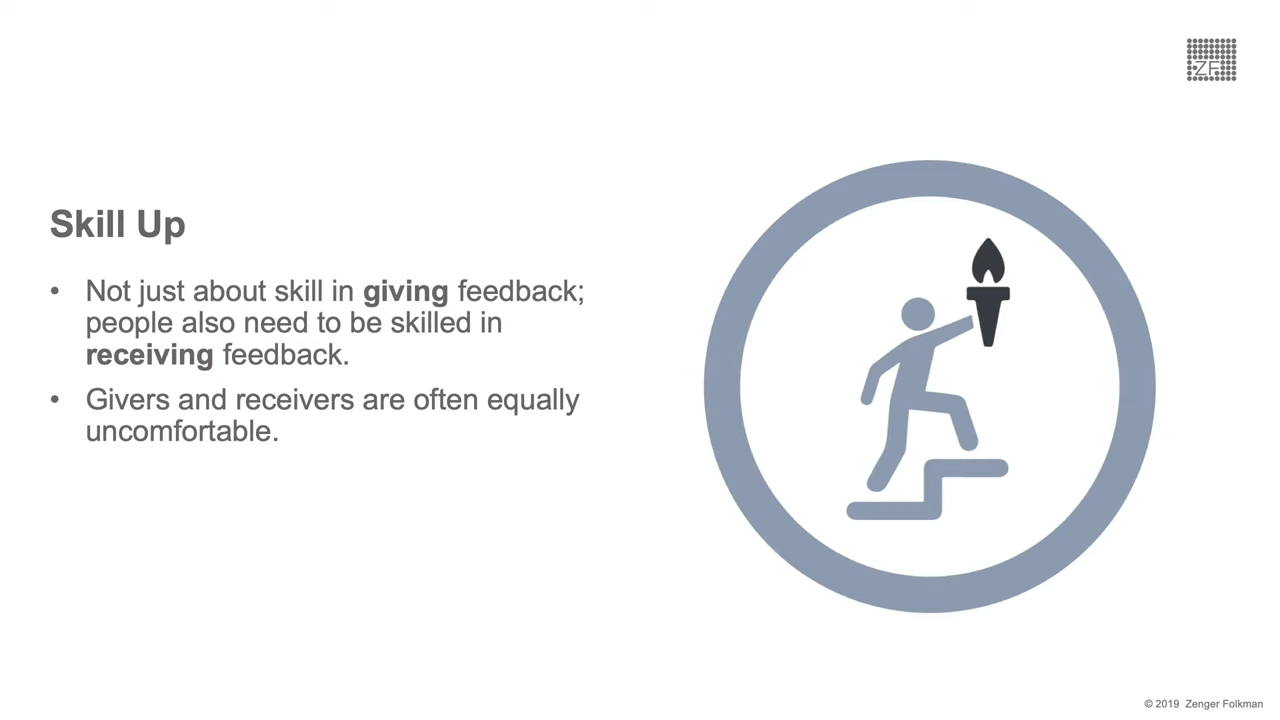 ZF
Skill Up
• Not just about skill in giving feedback;
people also need to be skilled in
receiving feedback.
• Givers and receivers are often equally
uncomfortable.
© 2019 Zenger Folkman